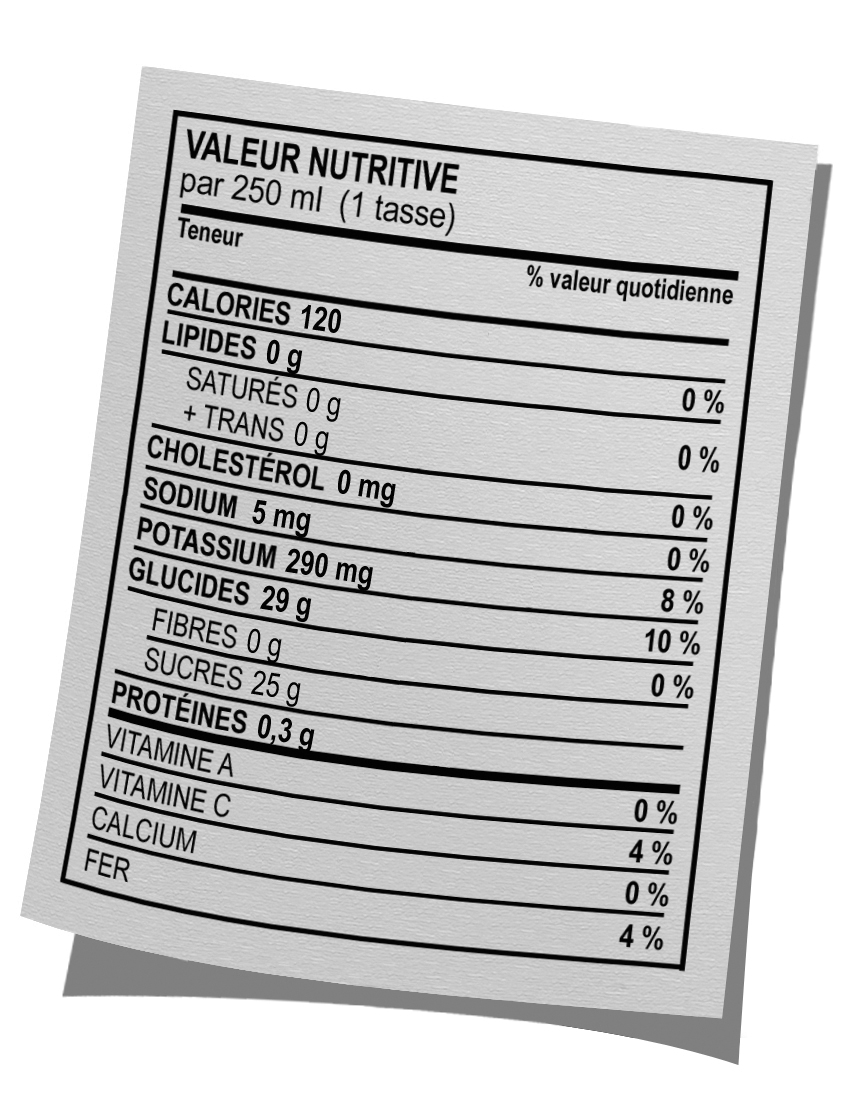 VALEUR NUTRITIVE
par 250 ml (1 tasse)
Teneur % valeur quotidienne
CALORIES 120
LIPIDES 0 g 0 %
SATURÉS 0 g
+ TRANS 0 g 0 %
CHOLESTÉROL 0 mg 0 %
SODIUM 5 mg 0 %
POTASSIUM 290 mg 8 %
GLUCIDES 29 g 10 %
FIBRES 0 g 0 %
SUCRES 25 g
PROTÉINES 0,3 g
VITAMINE A 0 %
VITAMINE C 4 %
CALCIUM 0 %
FER 4 %